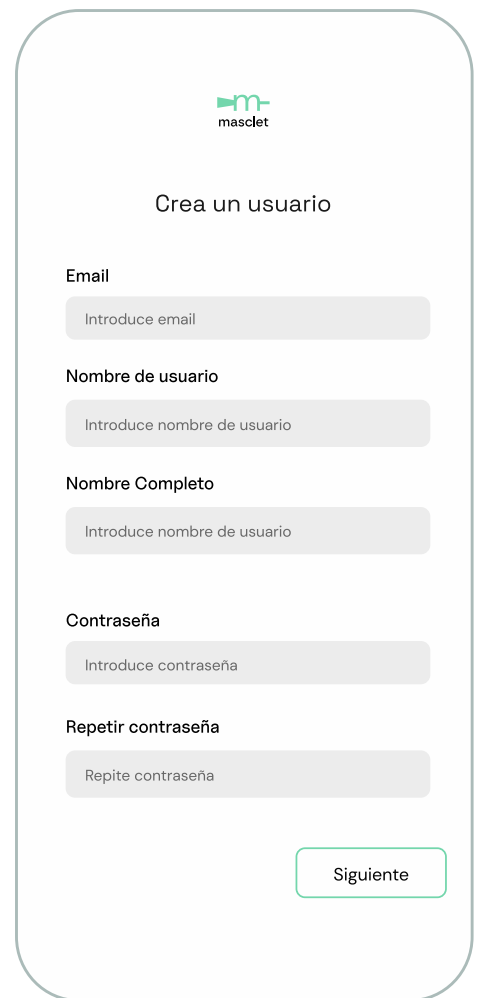 m
masclet
Crea un usuario
Email
Introduce email
Nombre de usuario
Introduce nombre de usuario
Nombre Completo
Introduce nombre de usuario
Contraseña
Introduce contraseña
Repetir contraseña
Repite contraseña
Siguiente